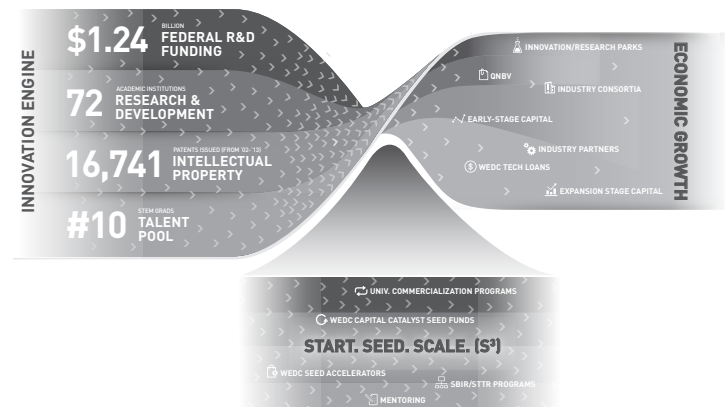 INNOVATION ENGINE
BILLION
$1.24 FEDERAL R&D
FUNDING
ACADEMIC INSTITUTIONS
72 RESEARCH &
DEVELOPMENT
PATENTS ISSUED (FROM '02-'13)
16,741 INTELLECTUAL
PROPERTY
STEM GRADS
#10 TALENT
POOL
INNOVATION/RESEARCH PARKS
QNBV
INDUSTRY CONSORTIA
EARLY-STAGE CAPITAL
INDUSTRY PARTNERS
WEDC TECH LOANS
EXPANSION STAGE CAPITAL
ECONOMIC GROWTH
UNIV. COMMERCIALIZATION PROGRAMS
WEDC CAPITAL CATALYST SEED FUNDS
START. SEED. SCALE. (S³)
WEDC SEED ACCELERATORS
SBIR/STTR PROGRAMS
MENTORING